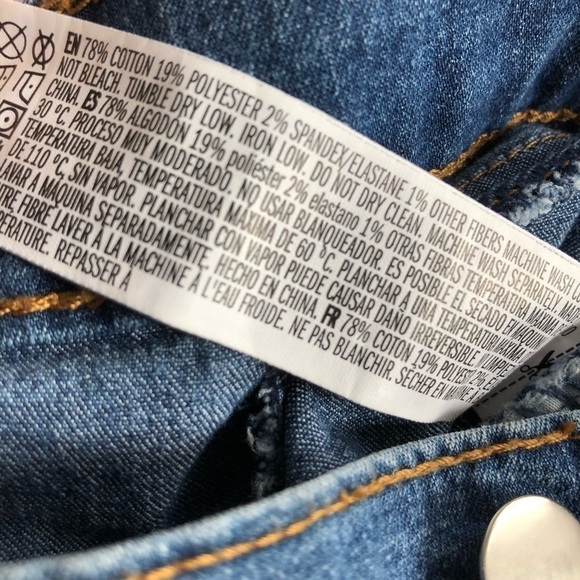 EN 78% COTTON 19% POLYESTER 2% SPANDEX/ELASTANE 1% OTHER FIBERS MACHINE WASH
NOT BLEACH. TUMBLE DRY LOW. IRON LOW. DO NOT DRY CLEAN. MACHINE WASH SEPARATELY.
CHINA. ES 78% ALGODÓN 19% poliéster 2% elastano 1% OTRAS FIBRAS TEMPERATURA MÁXIMA
30 °C. PROCESO MUY MODERADO. NO USAR BLANQUEADOR. ES POSIBLE EL SECADO EN
TEMPERATURA BAJA, TEMPERATURA MÁXIMA DE 60 °C. PLANCHAR A UNA TEMPERATURA
DE 110 °C, SIN VAPOR. PLANCHAR CON VAPOR PUEDE CAUSAR DAÑO IRREVERSIBLE.
LAVAR A MÁQUINA SEPARADAMENTE. HECHO EN CHINA. FR 78% COTON 19%
FIBRE LAVER À LA MACHINE À L'EAU FROIDE. NE PAS BLANCHIR. SÉCHER EN MACHINE À
REPASSER À